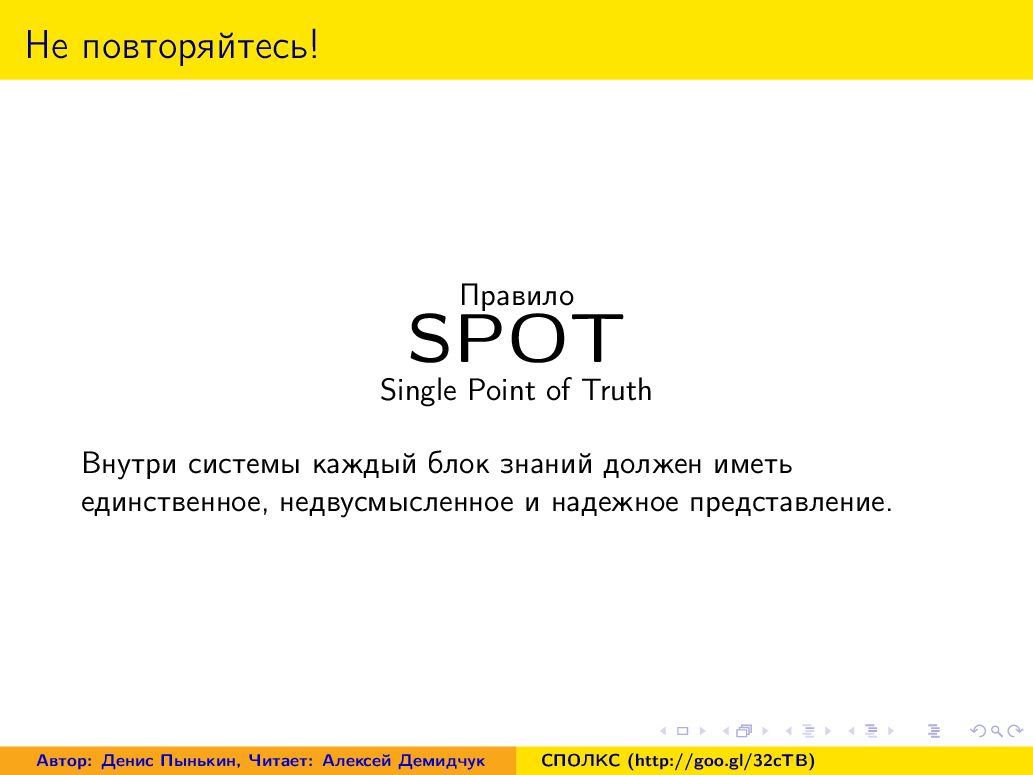 Не повторяйтесь!
Правило
SPOT
Single Point of Truth
Внутри системы каждый блок знаний должен иметь
единственное, недвусмысленное и надежное представление.
Автор: Денис Пынькин, Читает: Алексей Демидчук
СПОЛКС (http://goo.gl/32cTB)